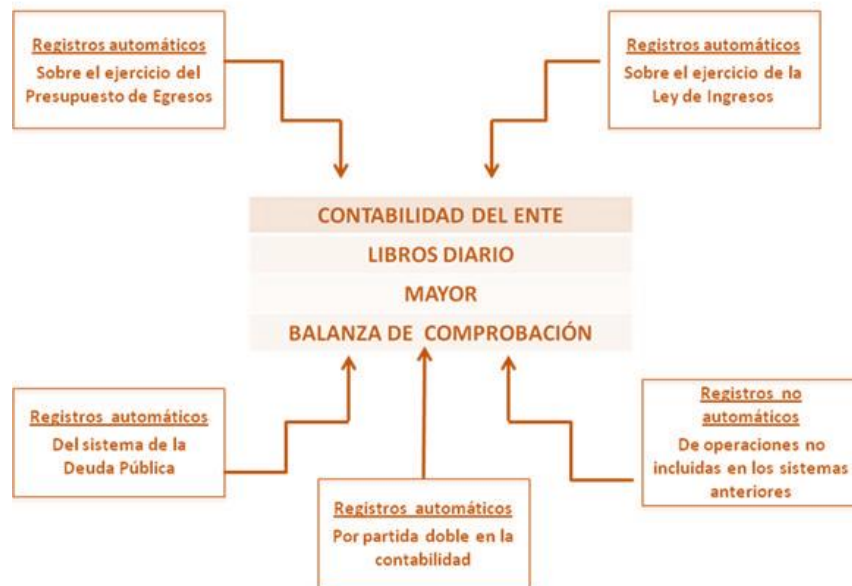 Registros automáticos
Sobre el ejercicio del
Presupuesto de Egresos
Registros automáticos
Sobre el ejercicio de la
Ley de Ingresos
CONTABILIDAD DEL ENTE
LIBROS DIARIO
MAYOR
BALANZA DE COMPROBACIÓN
Registros automáticos
Del sistema de la
Deuda Pública
Registros automáticos
Por partida doble en la
contabilidad
Registros no
automáticos
De operaciones no
incluidas en los sistemas
anteriores